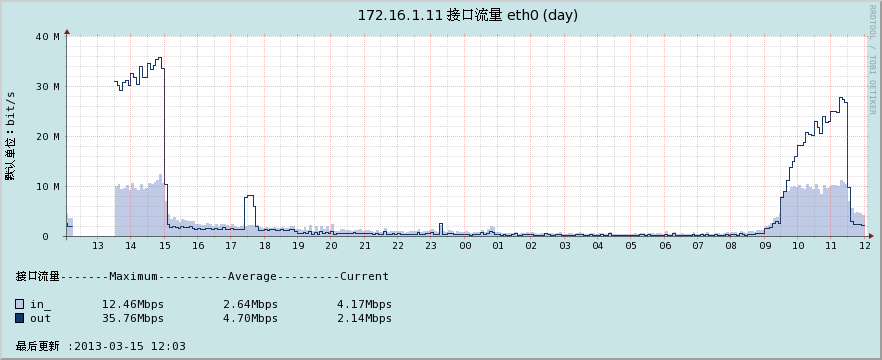 172.16.1.11 接口流量 eth0 (day)
RRDTOOL / TOBI OETIKER
默认单位：bit/s
40 M
30 M
20 M
10 M
0
13 14 15 16 17 18 19 20 21 22 23 00 01 02 03 04 05 06 07 08 09 10 11 12
接口流量-------Maximum----------Average---------Current
in_ 12.46Mbps 2.64Mbps 4.17Mbps
out 35.76Mbps 4.70Mbps 2.14Mbps
最后更新 :2013-03-15 12:03